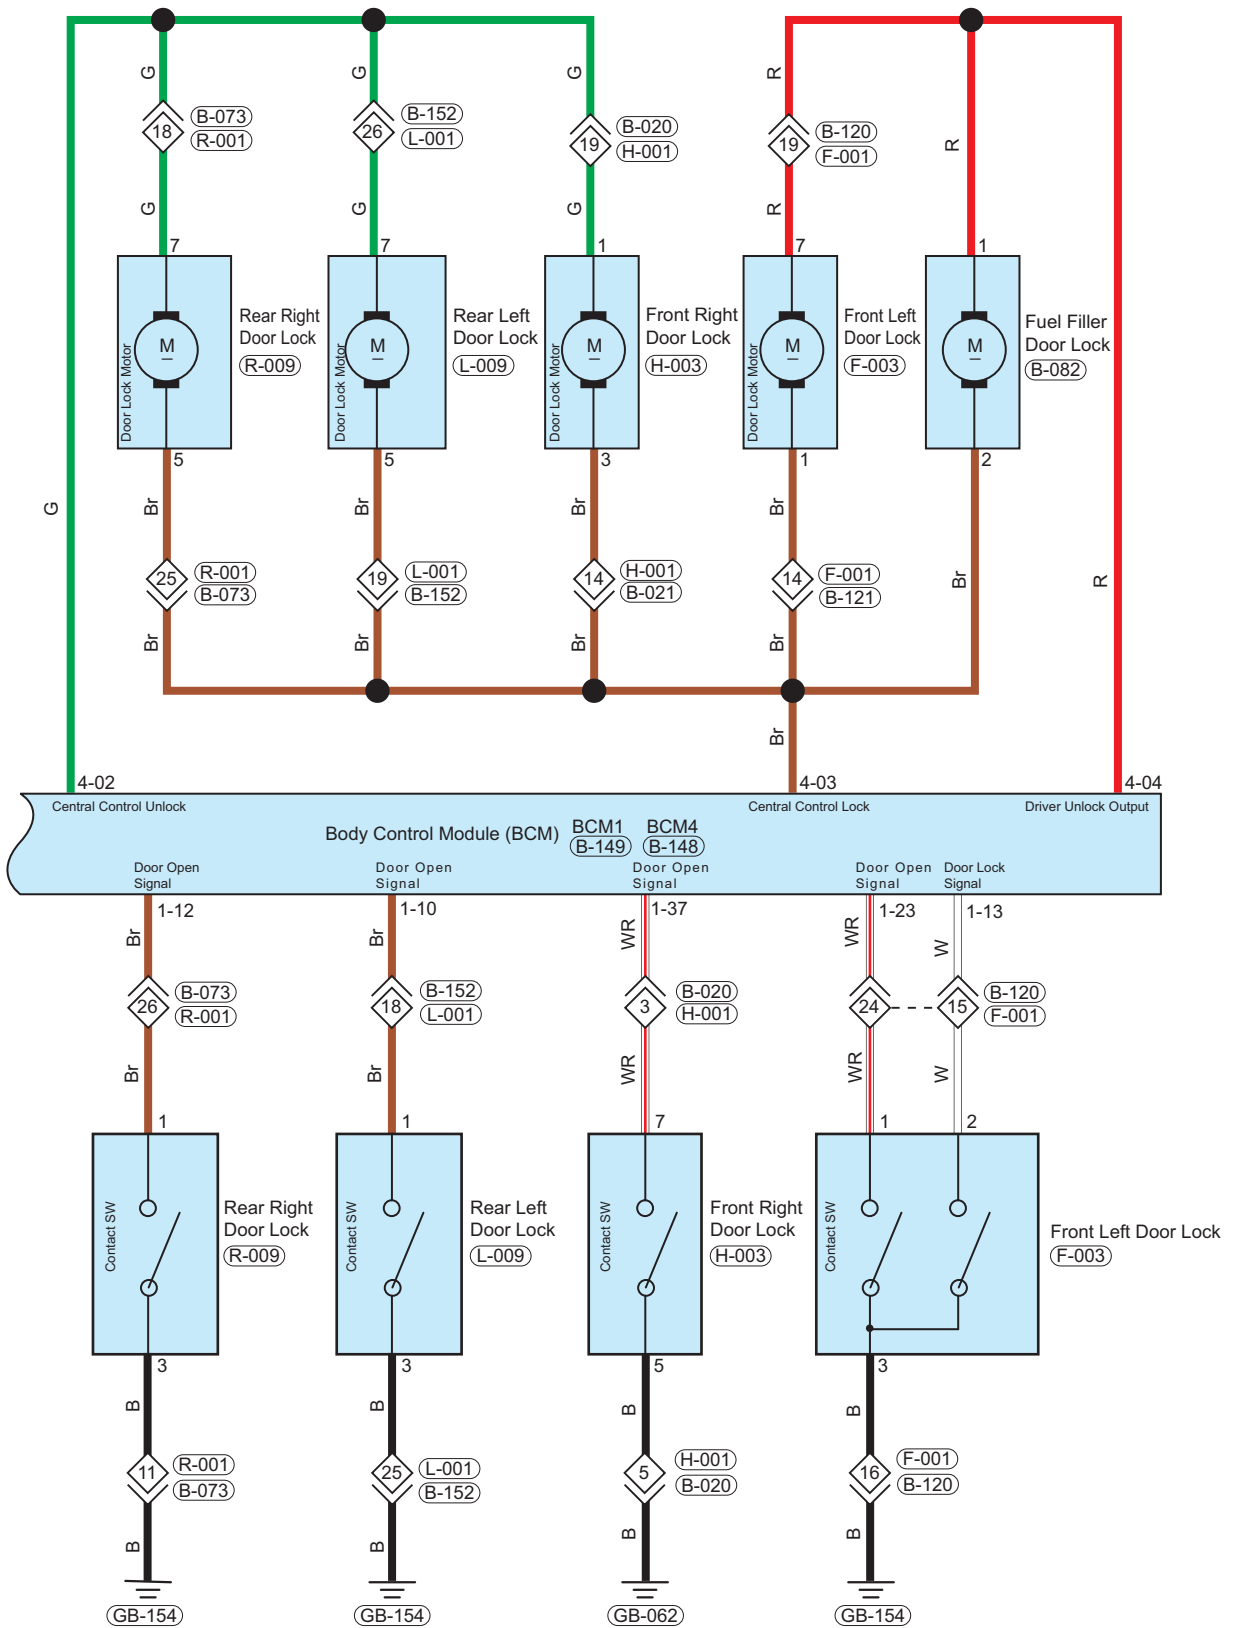 G
G
G
R
R
18
B-073
R-001
26
B-152
L-001
19
B-020
H-001
19
B-120
F-001
G
G
G
R
7
7
1
7
1
Door Lock Motor
M
Rear Right
Door Lock
R-009
Door Lock Motor
M
Rear Left
Door Lock
L-009
Door Lock Motor
M
Front Right
Door Lock
H-003
Door Lock Motor
M
Front Left
Door Lock
F-003
M
Fuel Filler
Door Lock
B-082
5
5
3
1
2
G
Br
Br
Br
Br
Br
R
25
R-001
B-073
19
L-001
B-152
14
H-001
B-021
14
F-001
B-121
Br
Br
Br
Br
Br
4-02
4-03
4-04
Central Control Unlock
Central Control Lock
Driver Unlock Output
Body Control Module (BCM)
BCM1
B-149
BCM4
B-148
Door Open
Signal
Door Open
Signal
Door Open
Signal
Door Open
Signal
Door Lock
Signal
1-12
1-10
1-37
1-23
1-13
Br
Br
WR
WR
W
26
B-073
R-001
18
B-152
L-001
3
B-020
H-001
24
15
B-120
F-001
Br
Br
WR
WR
W
1
1
7
1
2
Contact SW
Rear Right
Door Lock
R-009
Contact SW
Rear Left
Door Lock
L-009
Contact SW
Front Right
Door Lock
H-003
Contact SW
Front Left Door Lock
F-003
3
3
5
3
B
B
B
B
11
R-001
B-073
25
L-001
B-152
5
H-001
B-020
16
F-001
B-120
B
B
B
B
GB-154
GB-154
GB-062
GB-154